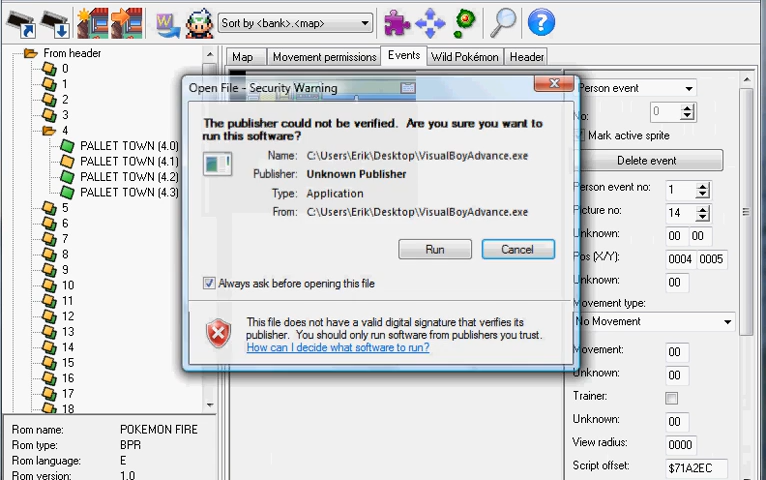 Sort by <bank>.<map>
From header
0
1
2
3
4
PALLET TOWN (4.0)
PALLET TOWN (4.1)
PALLET TOWN (4.2)
PALLET TOWN (4.3)
5
6
7
8
9
10
11
12
13
14
15
16
17
18
Rom name: POKEMON FIRE
Rom type: BPR
Rom language: E
Rom version: 1.0
Map
Movement permissions
Events
Wild Pokémon
Header
Open File - Security Warning
The publisher could not be verified. Are you sure you want to
run this software?
Name: C:\Users\Erik\Desktop\VisualBoyAdvance.exe
Publisher: Unknown Publisher
Type: Application
From: C:\Users\Erik\Desktop\VisualBoyAdvance.exe
Run
Cancel
Always ask before opening this file
This file does not have a valid digital signature that verifies its
publisher. You should only run software from publishers you trust.
How can I decide what software to run?
Person event
No: 0
Mark active sprite
Delete event
Person event no: 1
Picture no: 14
Unknown: 00 00
Pos (X/Y): 0004 0005
Unknown: 00
Movement type:
No Movement
Movement: 00
Unknown: 00
Trainer:
Unknown: 00
View radius: 0000
Script offset: $71A2EC